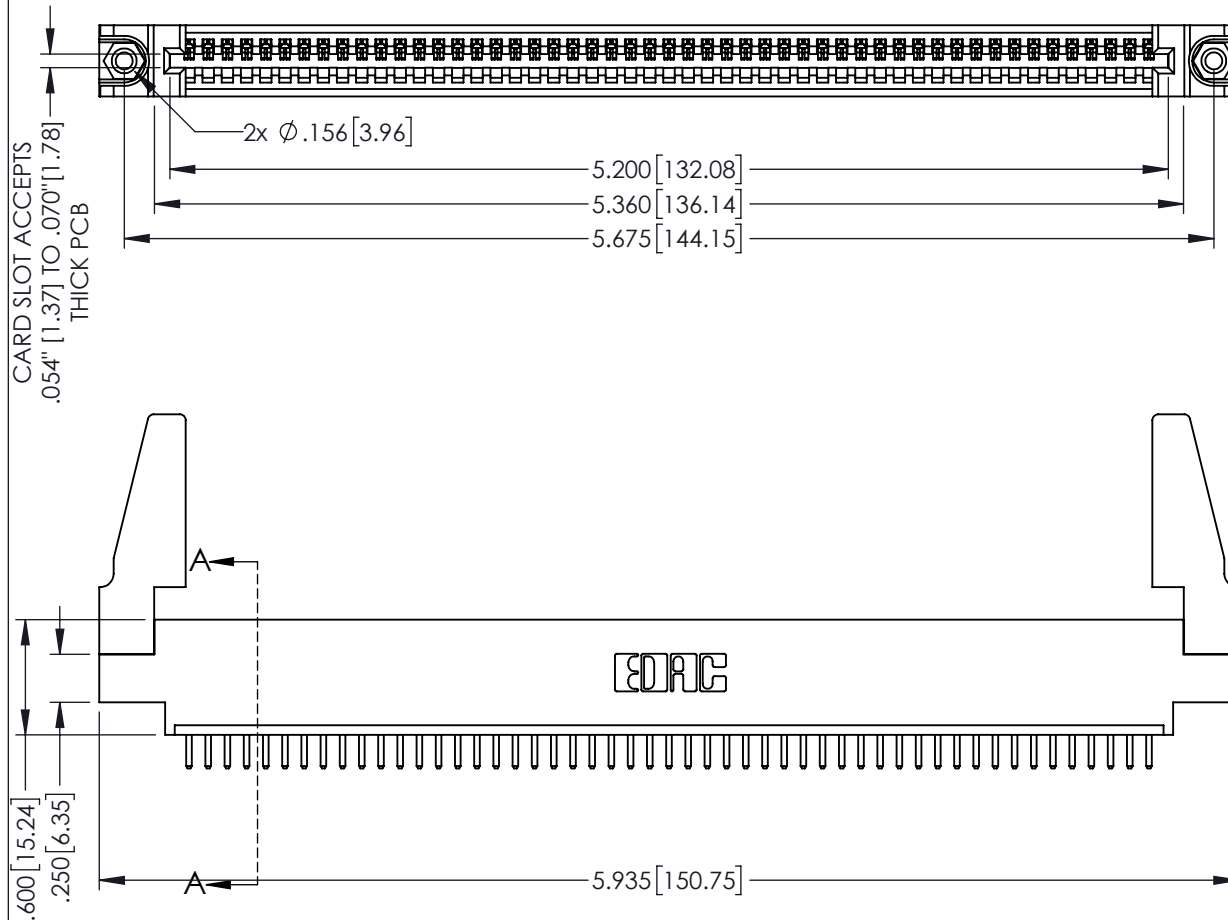 2x Ø .156[3.96]
5.200[132.08]
5.360[136.14]
5.675[144.15]
CARD SLOT ACCEPTS
.054" [1.37] TO .070"[1.78]
THICK PCB
A
EDAC
.600[15.24]
.250[6.35]
A
5.935[150.75]